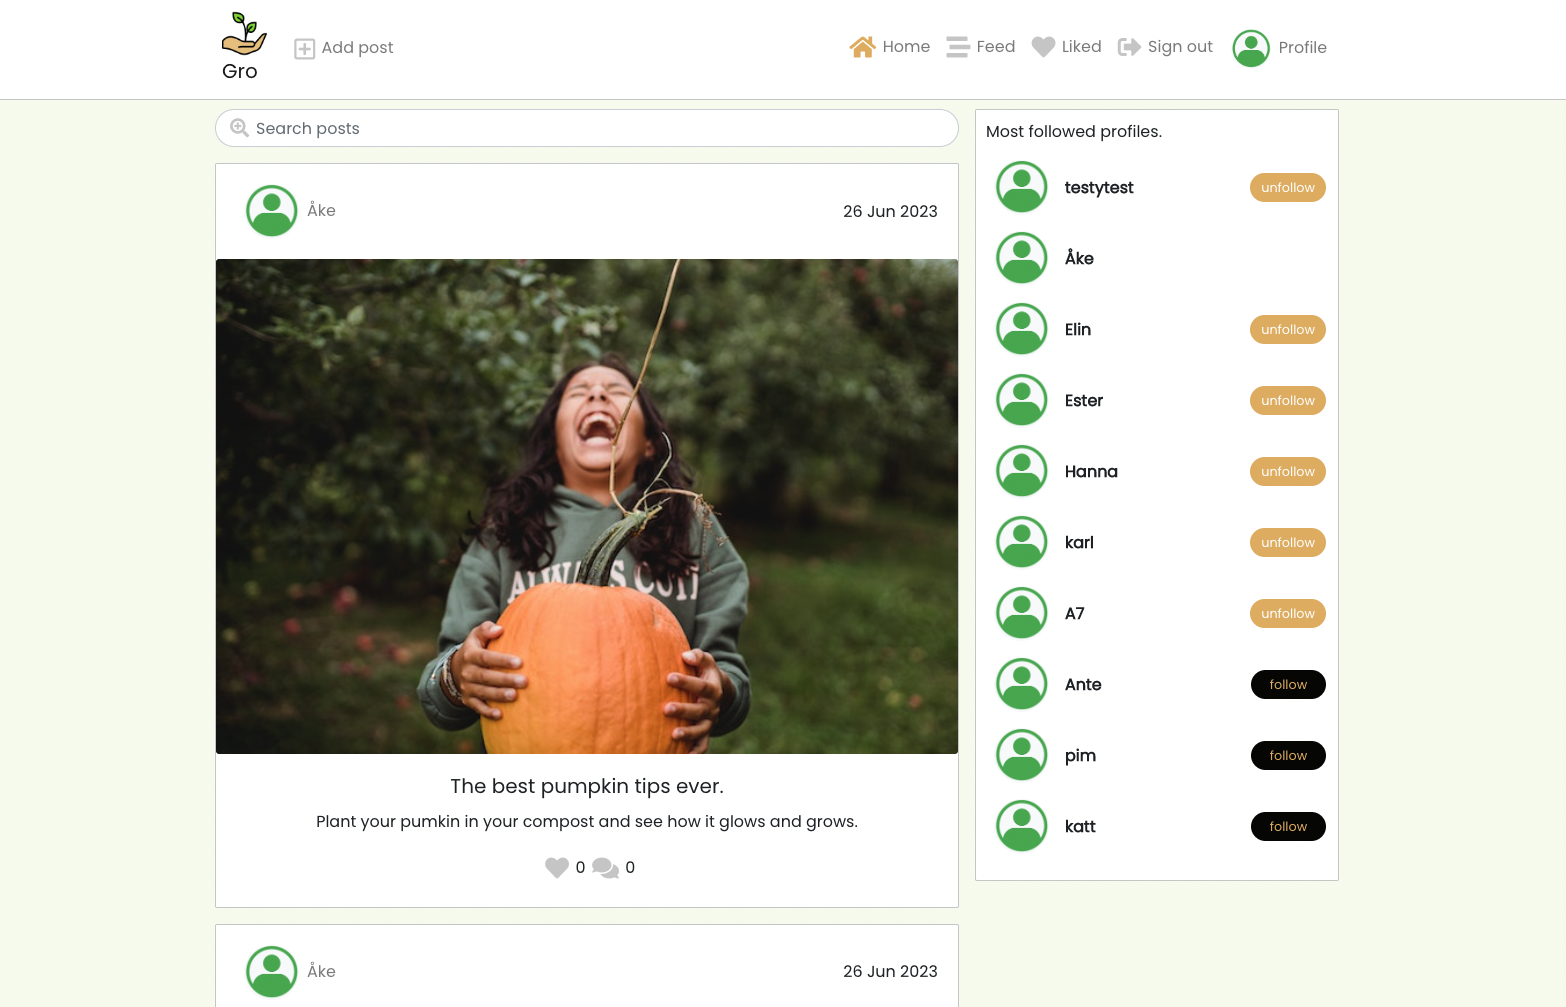 Gro
Add post
Home
Feed
Liked
Sign out
Profile
Search posts
Åke
26 Jun 2023
The best pumpkin tips ever.
Plant your pumkin in your compost and see how it glows and grows.
0
0
Åke
26 Jun 2023
Most followed profiles.
testytest unfollow
Åke
Elin unfollow
Ester unfollow
Hanna unfollow
karl unfollow
A7 unfollow
Ante follow
pim follow
katt follow